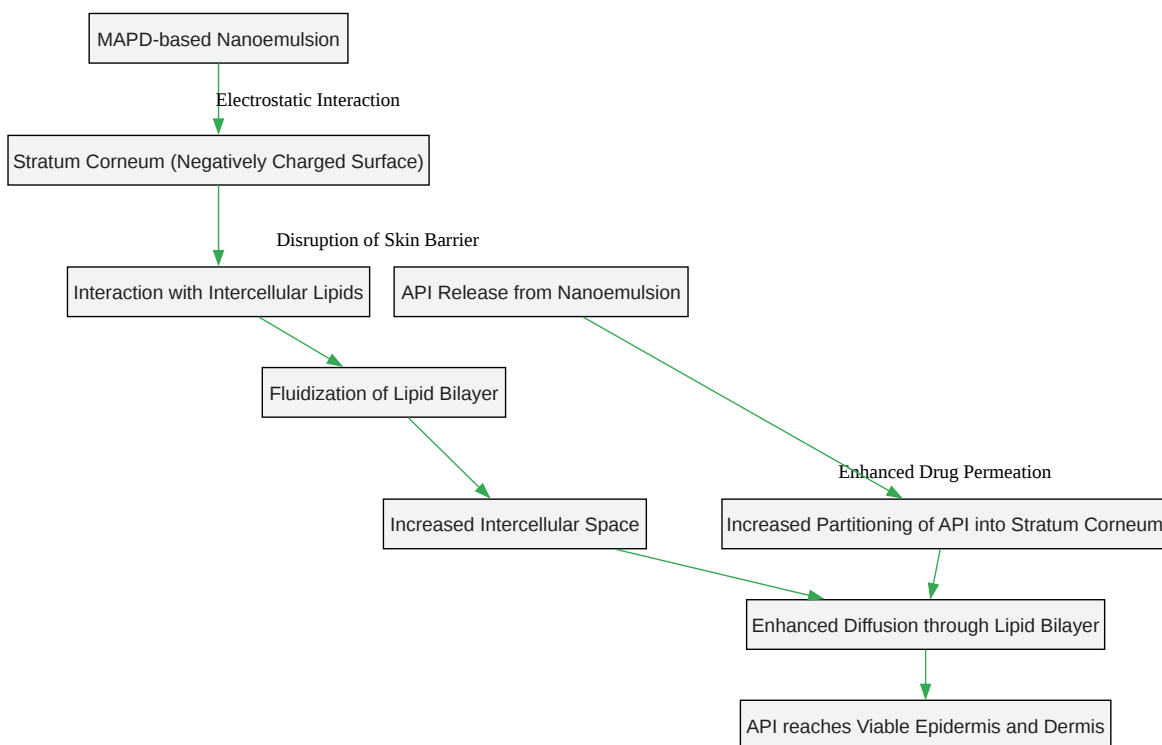 MAPD-based Nanoemulsion
Electrostatic Interaction
Stratum Corneum (Negatively Charged Surface)
Disruption of Skin Barrier
Interaction with Intercellular Lipids
API Release from Nanoemulsion
Fluidization of Lipid Bilayer
Enhanced Drug Permeation
Increased Intercellular Space
Increased Partitioning of API into Stratum Corneum
Enhanced Diffusion through Lipid Bilayer
API reaches Viable Epidermis and Dermis